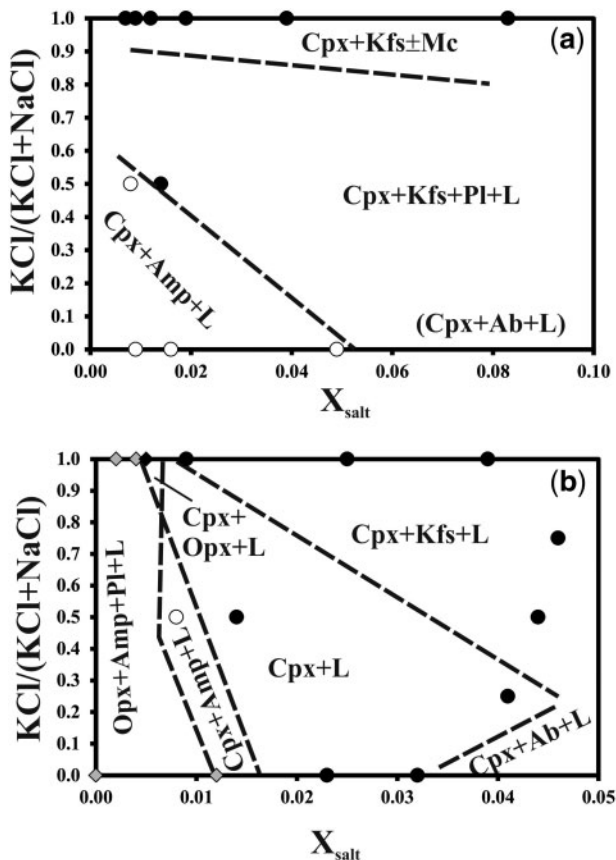 (a)
1.0
0.9
0.8
0.7
0.6
0.5
0.4
0.3
0.2
0.1
0.0
KCl/(KCl+NaCl)
Cpx+Kfs±Mc
Cpx+Kfs+Pl+L
Cpx+Amp+L
(Cpx+Ab+L)
0.00
0.02
0.04
0.06
0.08
0.10
Xsalt
(b)
1.0
0.9
0.8
0.7
0.6
0.5
0.4
0.3
0.2
0.1
0.0
KCl/(KCl+NaCl)
Opx+Amp+Pl+L
Cpx+
Opx+L
Cpx+Amp+L
Cpx+L
Cpx+Kfs+L
Cpx+Ab+L
0.00
0.01
0.02
0.03
0.04
0.05
Xsalt